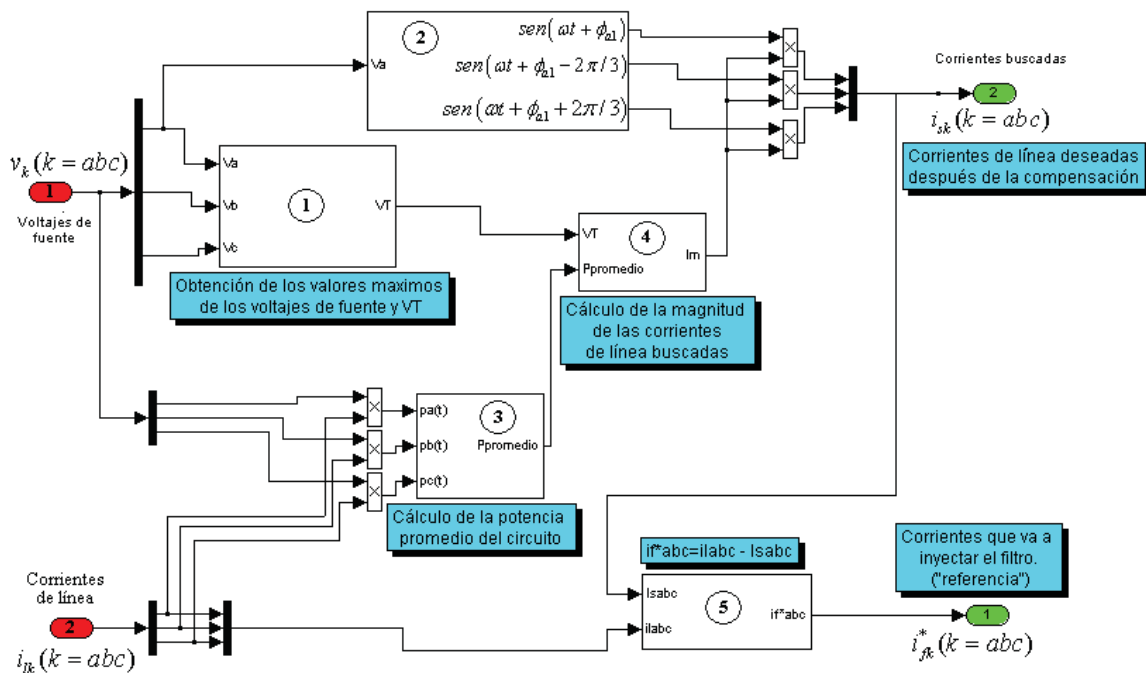 2
Va
sen(ωt + ϕa1)
sen(ωt + ϕa1 − 2π/3)
sen(ωt + ϕa1 + 2π/3)
×
×
×
Corrientes buscadas
2
isk(k = abc)
Corrientes de línea deseadas
después de la compensación
vk(k = abc)
1
Voltajes de
fuente
Va
Vb
Vc
1
VT
Obtención de los valores maximos
de los voltajes de fuente y VT
VT
Ppromedio
4
Im
Cálculo de la magnitud
de las corrientes
de línea buscadas
×
×
×
pa(t)
pb(t)
pc(t)
3
Ppromedio
Cálculo de la potencia
promedio del circuito
Corrientes
de línea
2
ilk(k = abc)
if*abc=ilabc - Isabc
Isabc
ilabc
5
if*abc
Corrientes que va a
inyectar el filtro.
("referencia")
1
i*fk(k = abc)